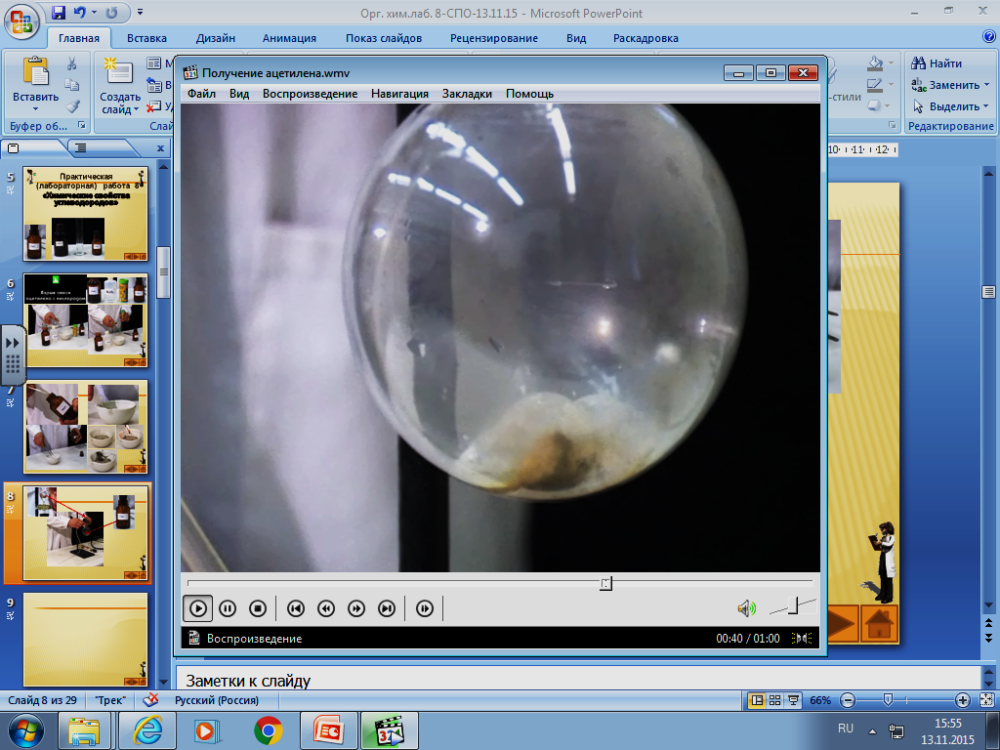 Орг. хим.лаб. 8-СПО-13.11.15 - Microsoft PowerPoint
Главная Вставка Дизайн Анимация Показ слайдов Рецензирование Вид Раскадровка
Вставить
Буфер об...
Создать слайд
Слай
-стили
Найти
Заменить
Выделить
Редактирование
10 11 12
5
Практическая
(лабораторная) работа 8
«Химические свойства
углеводородов»
6
Взрыв смеси
ацетилена с кислородом
7
8
9
Получение ацетилена.wmv
Файл Вид Воспроизведение Навигация Закладки Помощь
Воспроизведение 00:40 / 01:00
Заметки к слайду
Слайд 8 из 29 "Трек" Русский (Россия) 66%
321
RU
15:55
13.11.2015